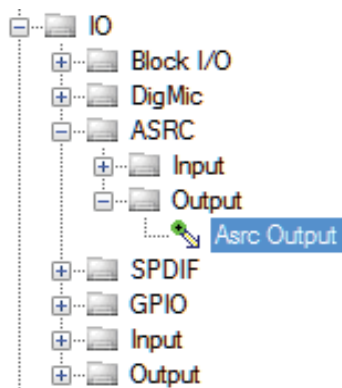 IO
Block I/O
DigMic
ASRC
Input
Output
Asrc Output
SPDIF
GPIO
Input
Output